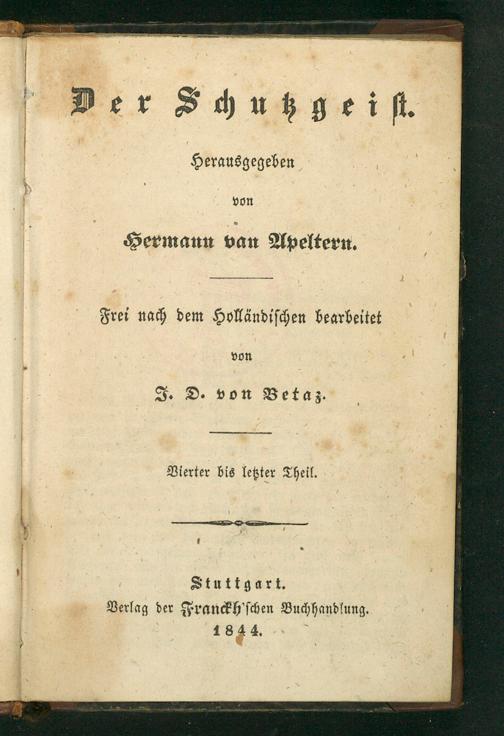 Der Schutzgeist.
Herausgegeben
von
Hermann van Apeltern.
Frei nach dem Holländischen bearbeitet
von
J. D. von Vetaz.
Vierter bis letzter Theil.
Stuttgart.
Verlag der Franckh'schen Buchhandlung.
1844.